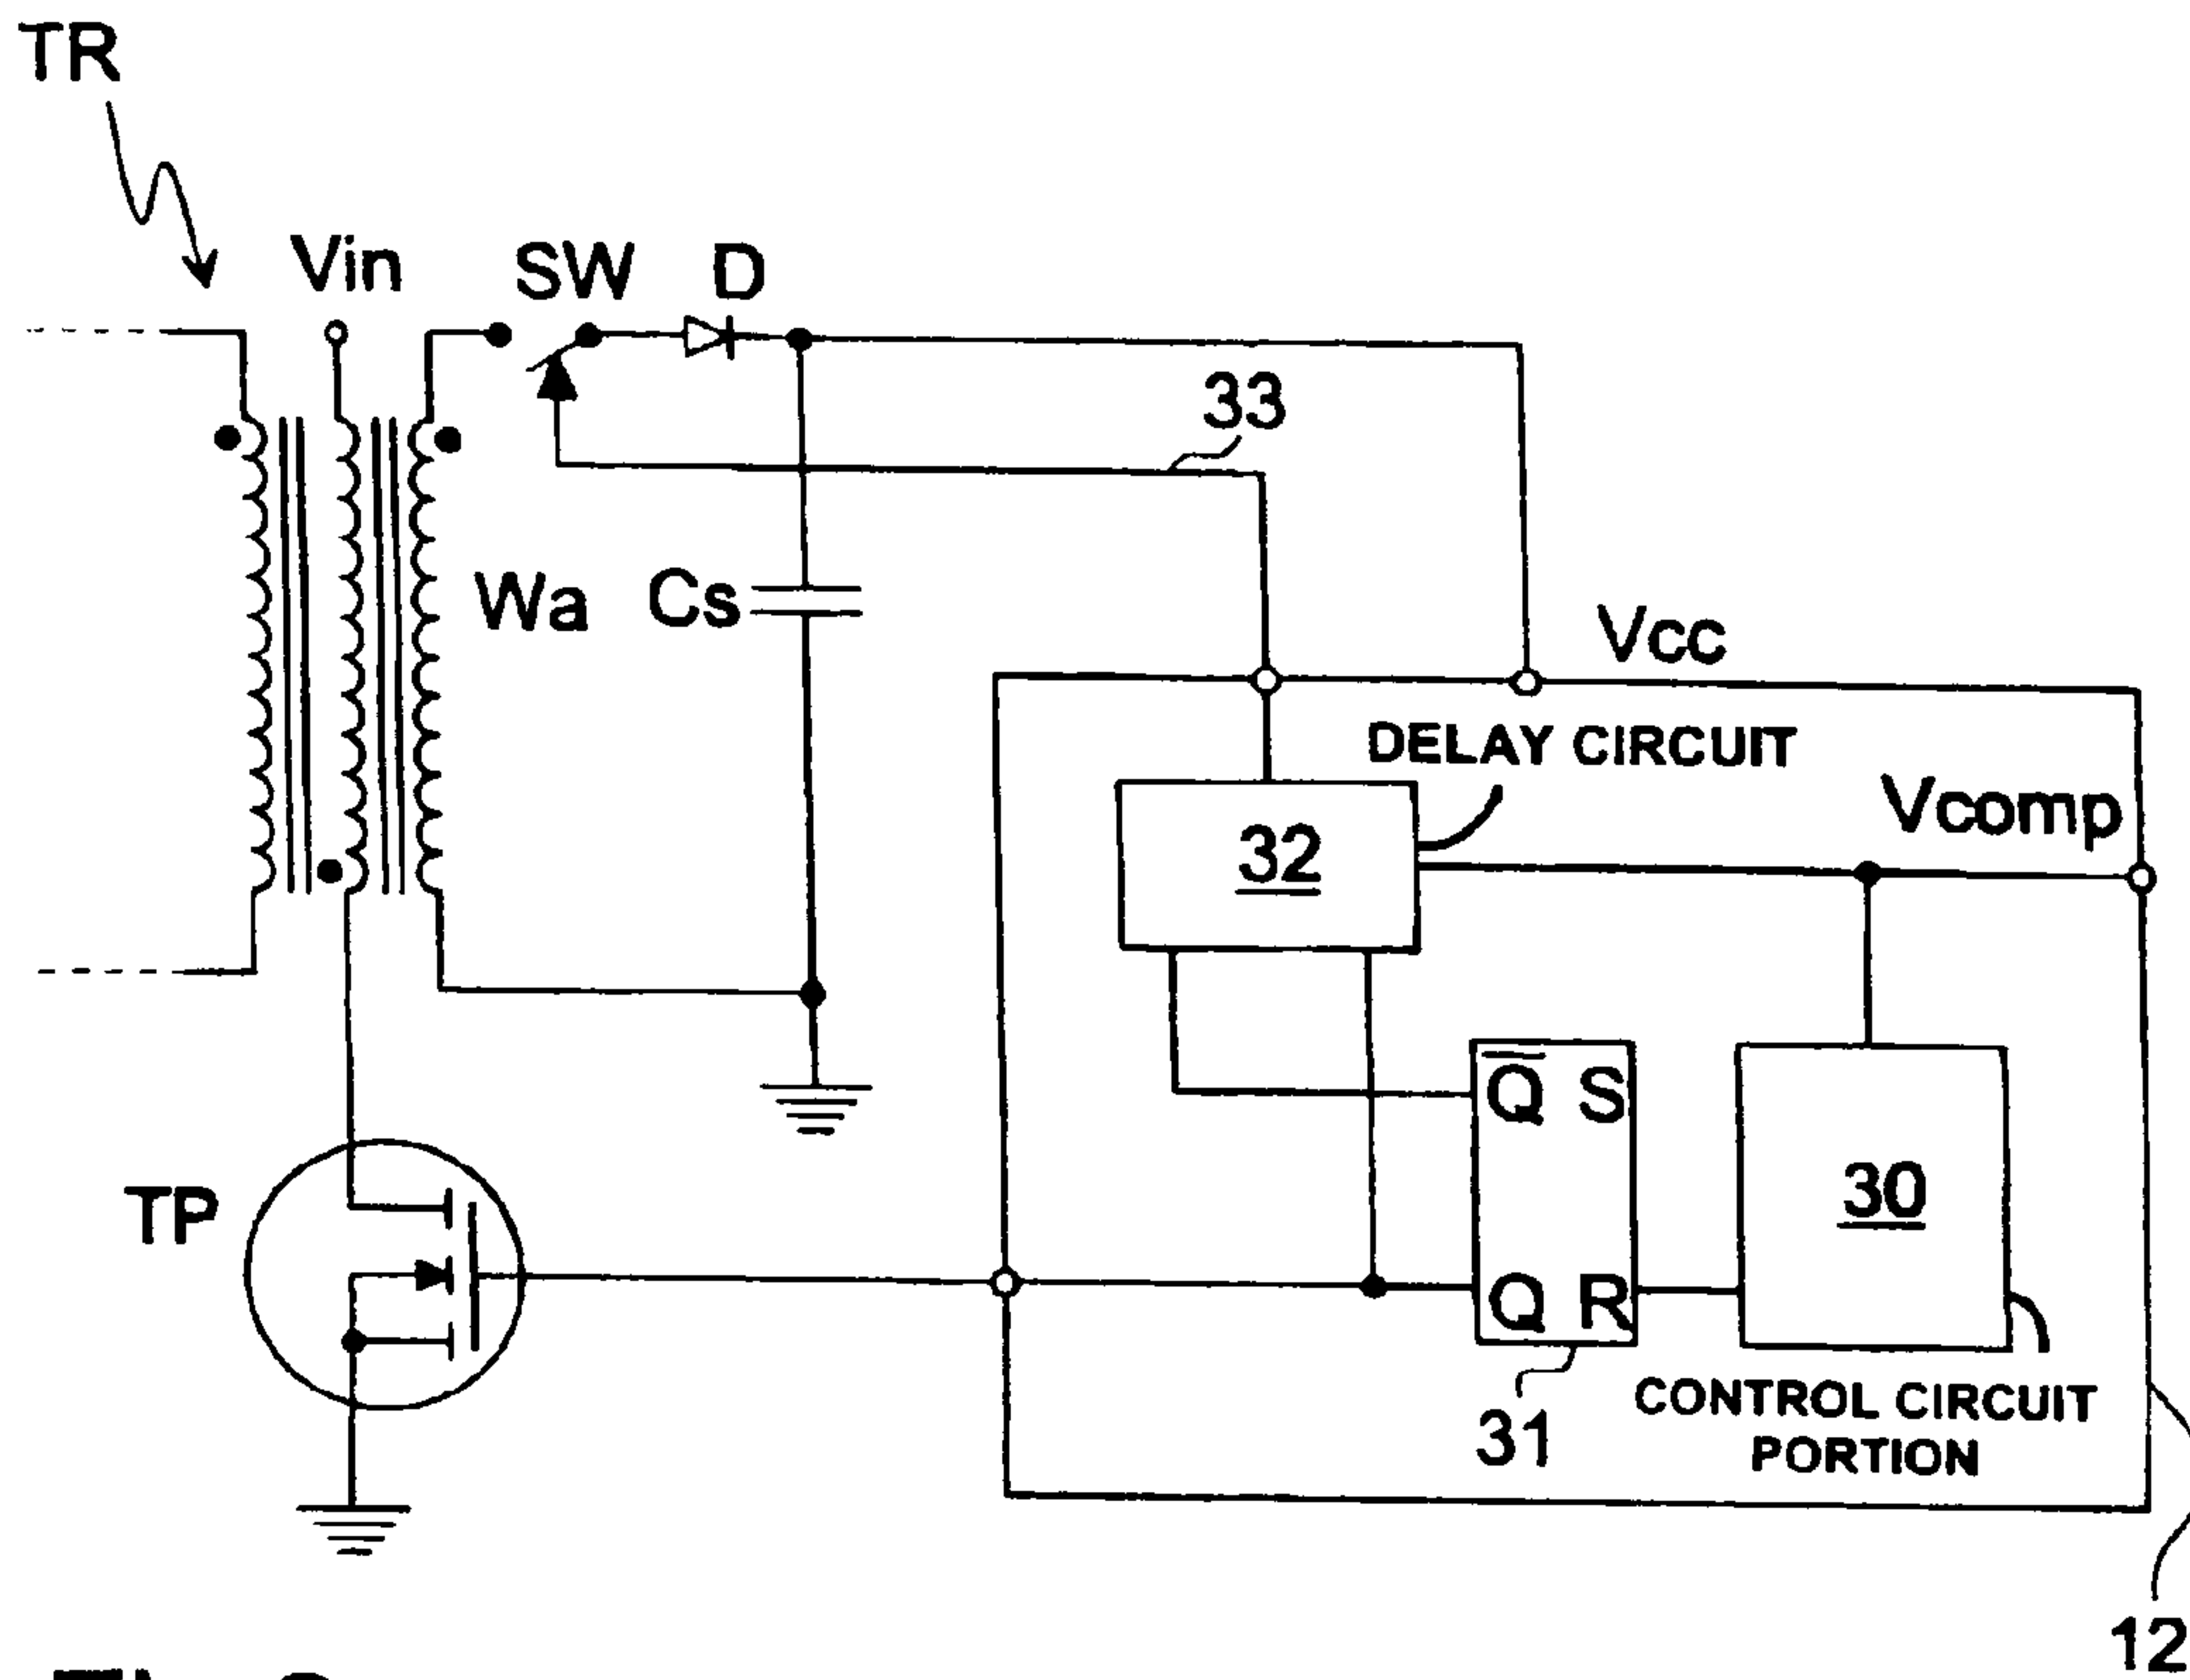 TR
Vin
SW
D
33
Wa
Cs
Vcc
DELAY CIRCUIT
Vcomp
32
Q S
30
TP
Q R
31
CONTROL CIRCUIT
PORTION
12